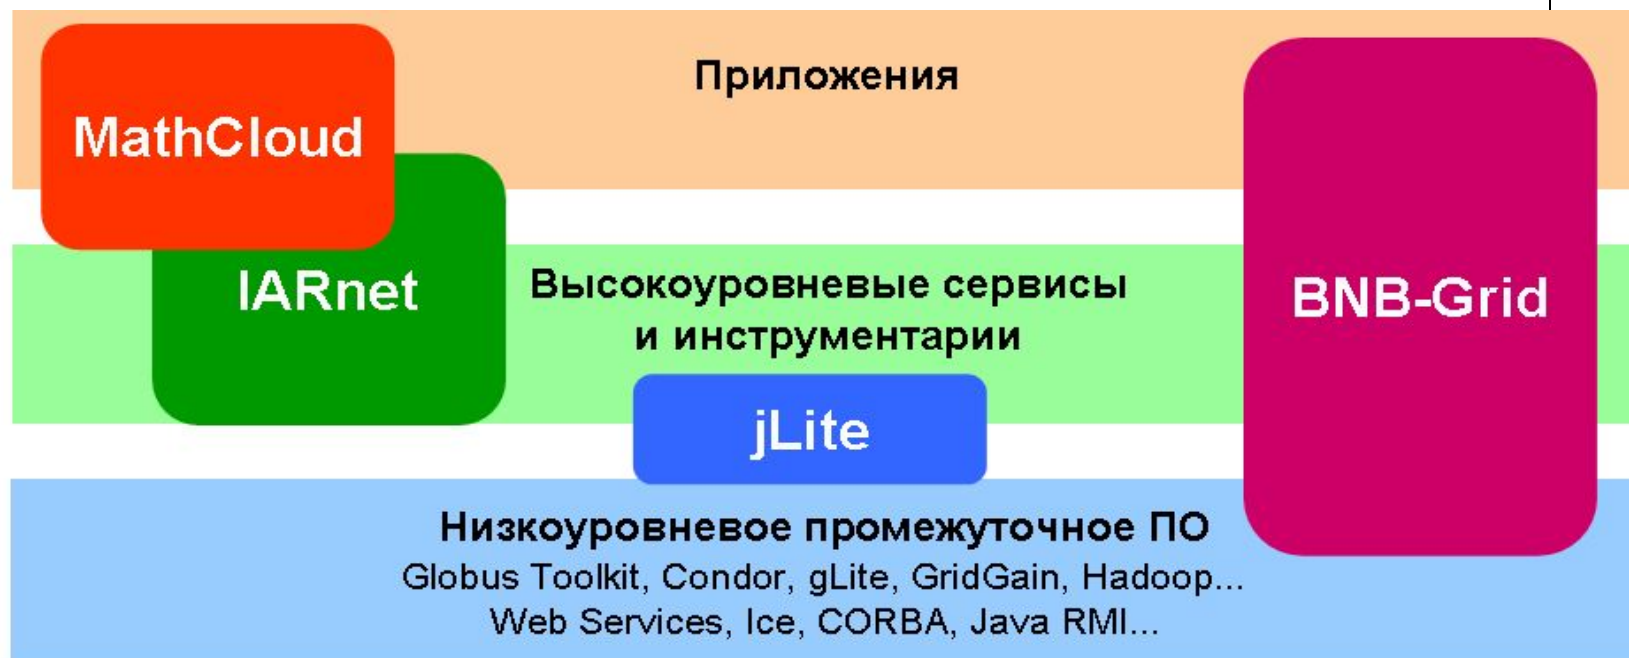 Приложения
MathCloud
IARnet
Высокоуровневые сервисы
и инструментарии
BNB-Grid
jLite
Низкоуровневое промежуточное ПО
Globus Toolkit, Condor, gLite, GridGain, Hadoop...
Web Services, Ice, CORBA, Java RMI...